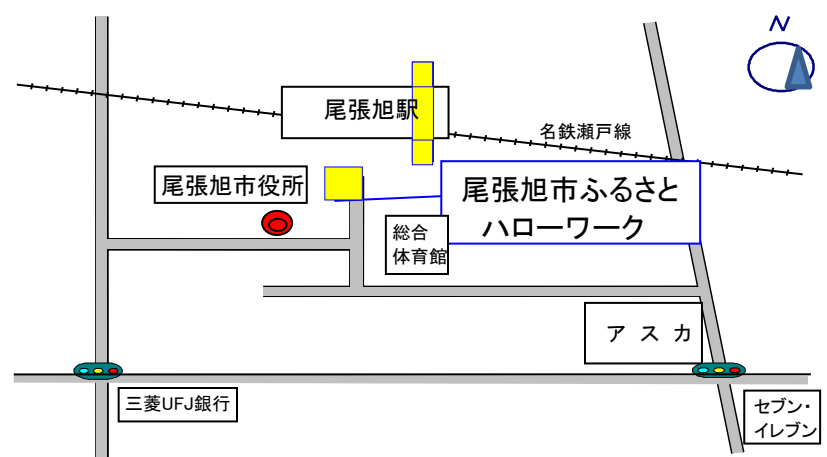 N
尾張旭駅
名鉄瀬戸線
尾張旭市役所
尾張旭市ふるさと
ハローワーク
総合
体育館
ア ス カ
三菱UFJ銀行
セブン・
イレブン